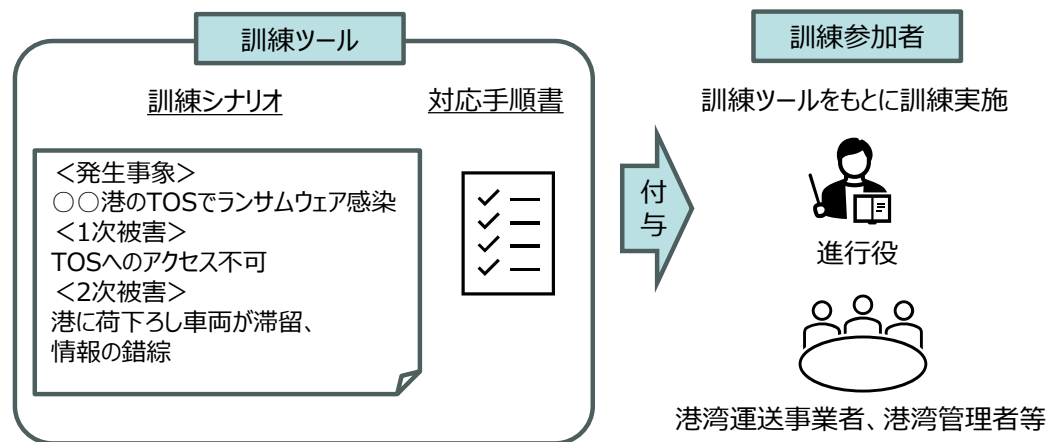 訓練ツール
訓練シナリオ
対応手順書
＜発生事象＞
○○港のTOSでランサムウェア感染
＜1次被害＞
TOSへのアクセス不可
＜2次被害＞
港に荷下ろし車両が滞留、
情報の錯綜
付
与
訓練参加者
訓練ツールをもとに訓練実施
進行役
港湾運送事業者、港湾管理者等